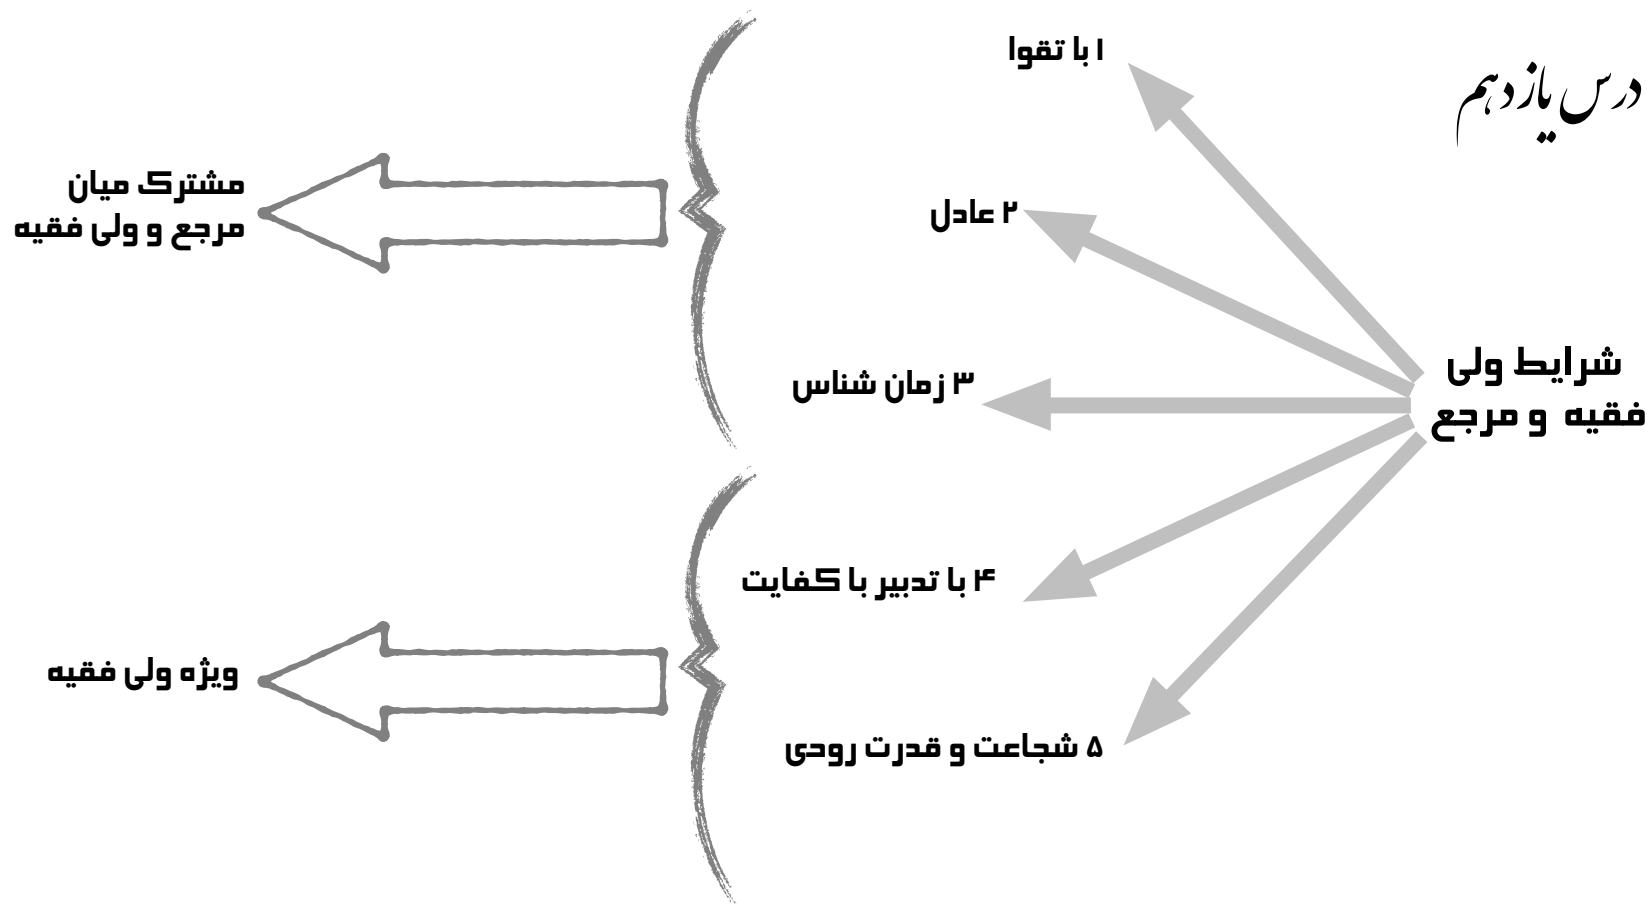 درس یازدهم
شرایط ولی
فقیه و مرجع
۱ با تقوا
۲ عادل
۳ زمان شناس
مشترک میان
مرجع و ولی فقیه
۴ با تدبیر با کفایت
۵ شجاعت و قدرت رودی
ویژه ولی فقیه